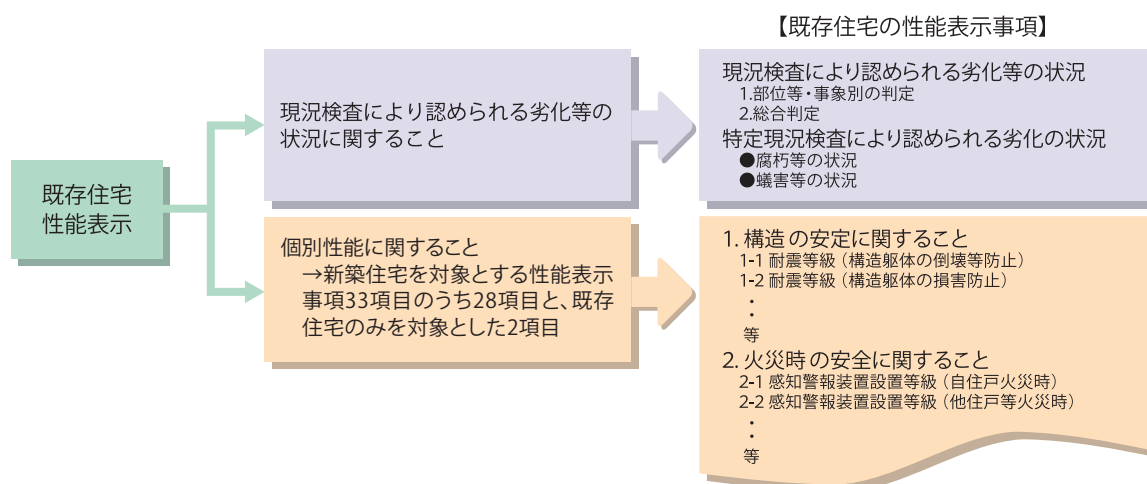 既存住宅
性能表示
現況検査により認められる劣化等の
状況に関すること
個別性能に関すること
→新築住宅を対象とする性能表示
事項33項目のうち28項目と、既存
住宅のみを対象とした2項目
【既存住宅の性能表示事項】
現況検査により認められる劣化等の状況
1.部位等・事象別の判定
2.総合判定
特定現況検査により認められる劣化の状況
●腐朽等の状況
●蟻害等の状況
1. 構造の安定に関すること
1-1 耐震等級（構造躯体の倒壊等防止）
1-2 耐震等級（構造躯体の損害防止）
・
・
等
2. 火災時の安全に関すること
2-1 感知警報装置設置等級（自住戸火災時）
2-2 感知警報装置設置等級（他住戸等火災時）
・
・
等